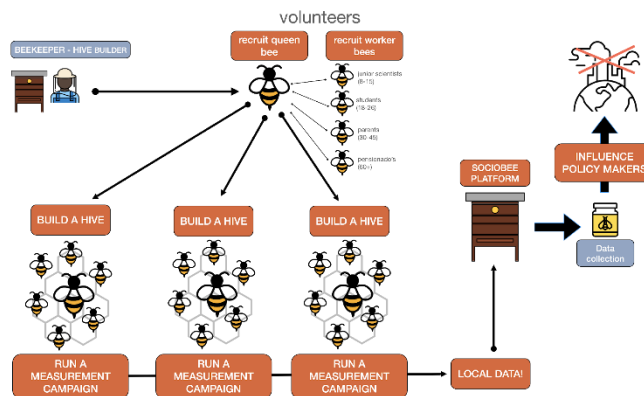 volunteers
BEEKEEPER - HIVE BUILDER
recruit queen
bee
recruit worker
bees
junior scientists
(8-15)
students
(18-26)
parents
(30-45)
pensionado's
(60+)
BUILD A HIVE
BUILD A HIVE
BUILD A HIVE
SOCIOBEE
PLATFORM
INFLUENCE
POLICY MAKERS
Data
collection
RUN A
MEASUREMENT
CAMPAIGN
RUN A
MEASUREMENT
CAMPAIGN
RUN A
MEASUREMENT
CAMPAIGN
LOCAL DATA!